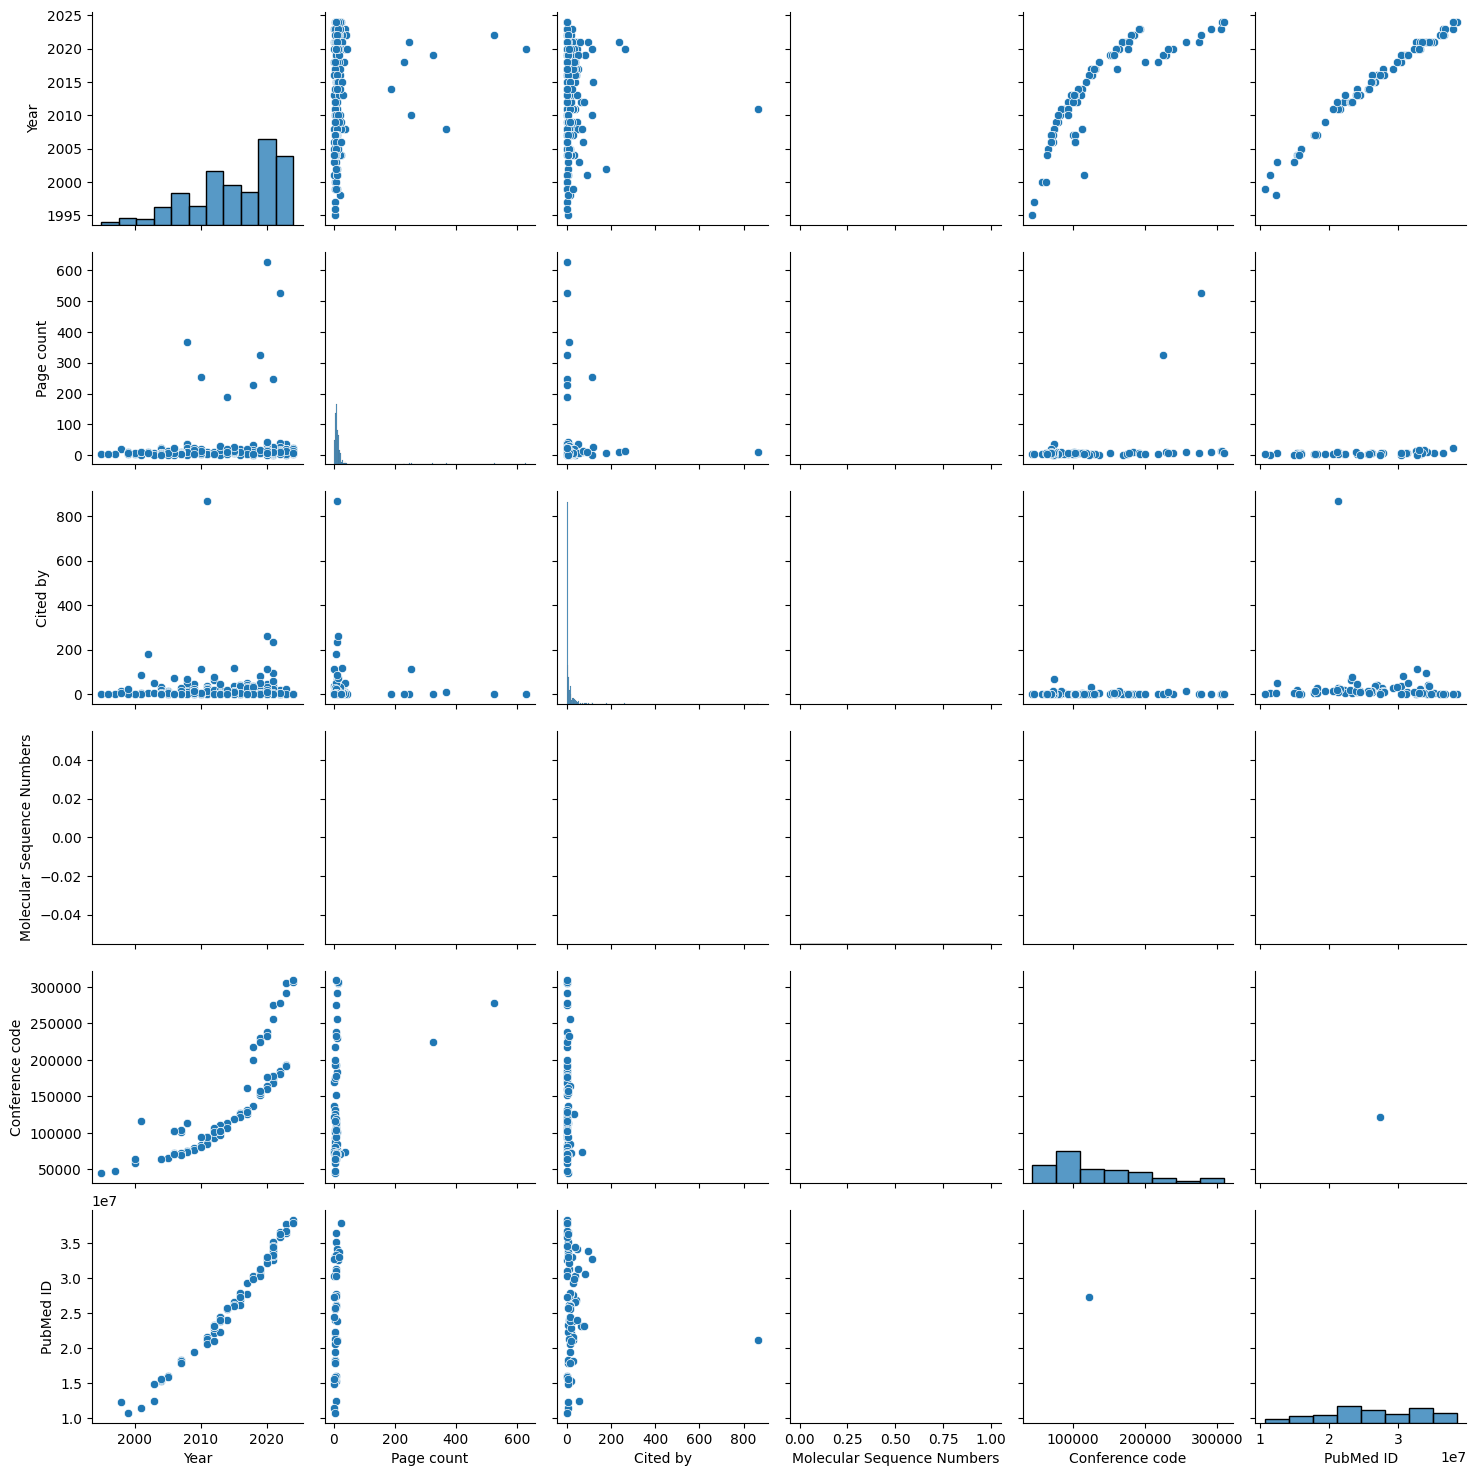 2025
2020
2015
2010
2005
2000
1995
Year
600
500
400
300
200
100
0
Page count
800
600
400
200
0
Cited by
0.04
0.02
0.00
−0.02
−0.04
Molecular Sequence Numbers
300000
250000
200000
150000
100000
50000
Conference code
1e7
3.5
3.0
2.5
2.0
1.5
1.0
PubMed ID
2000 2010 2020
Year
0 200 400 600
Page count
0 200 400 600 800
Cited by
0.00 0.25 0.50 0.75 1.00
Molecular Sequence Numbers
100000 200000 300000
Conference code
1 2 3
1e7
PubMed ID